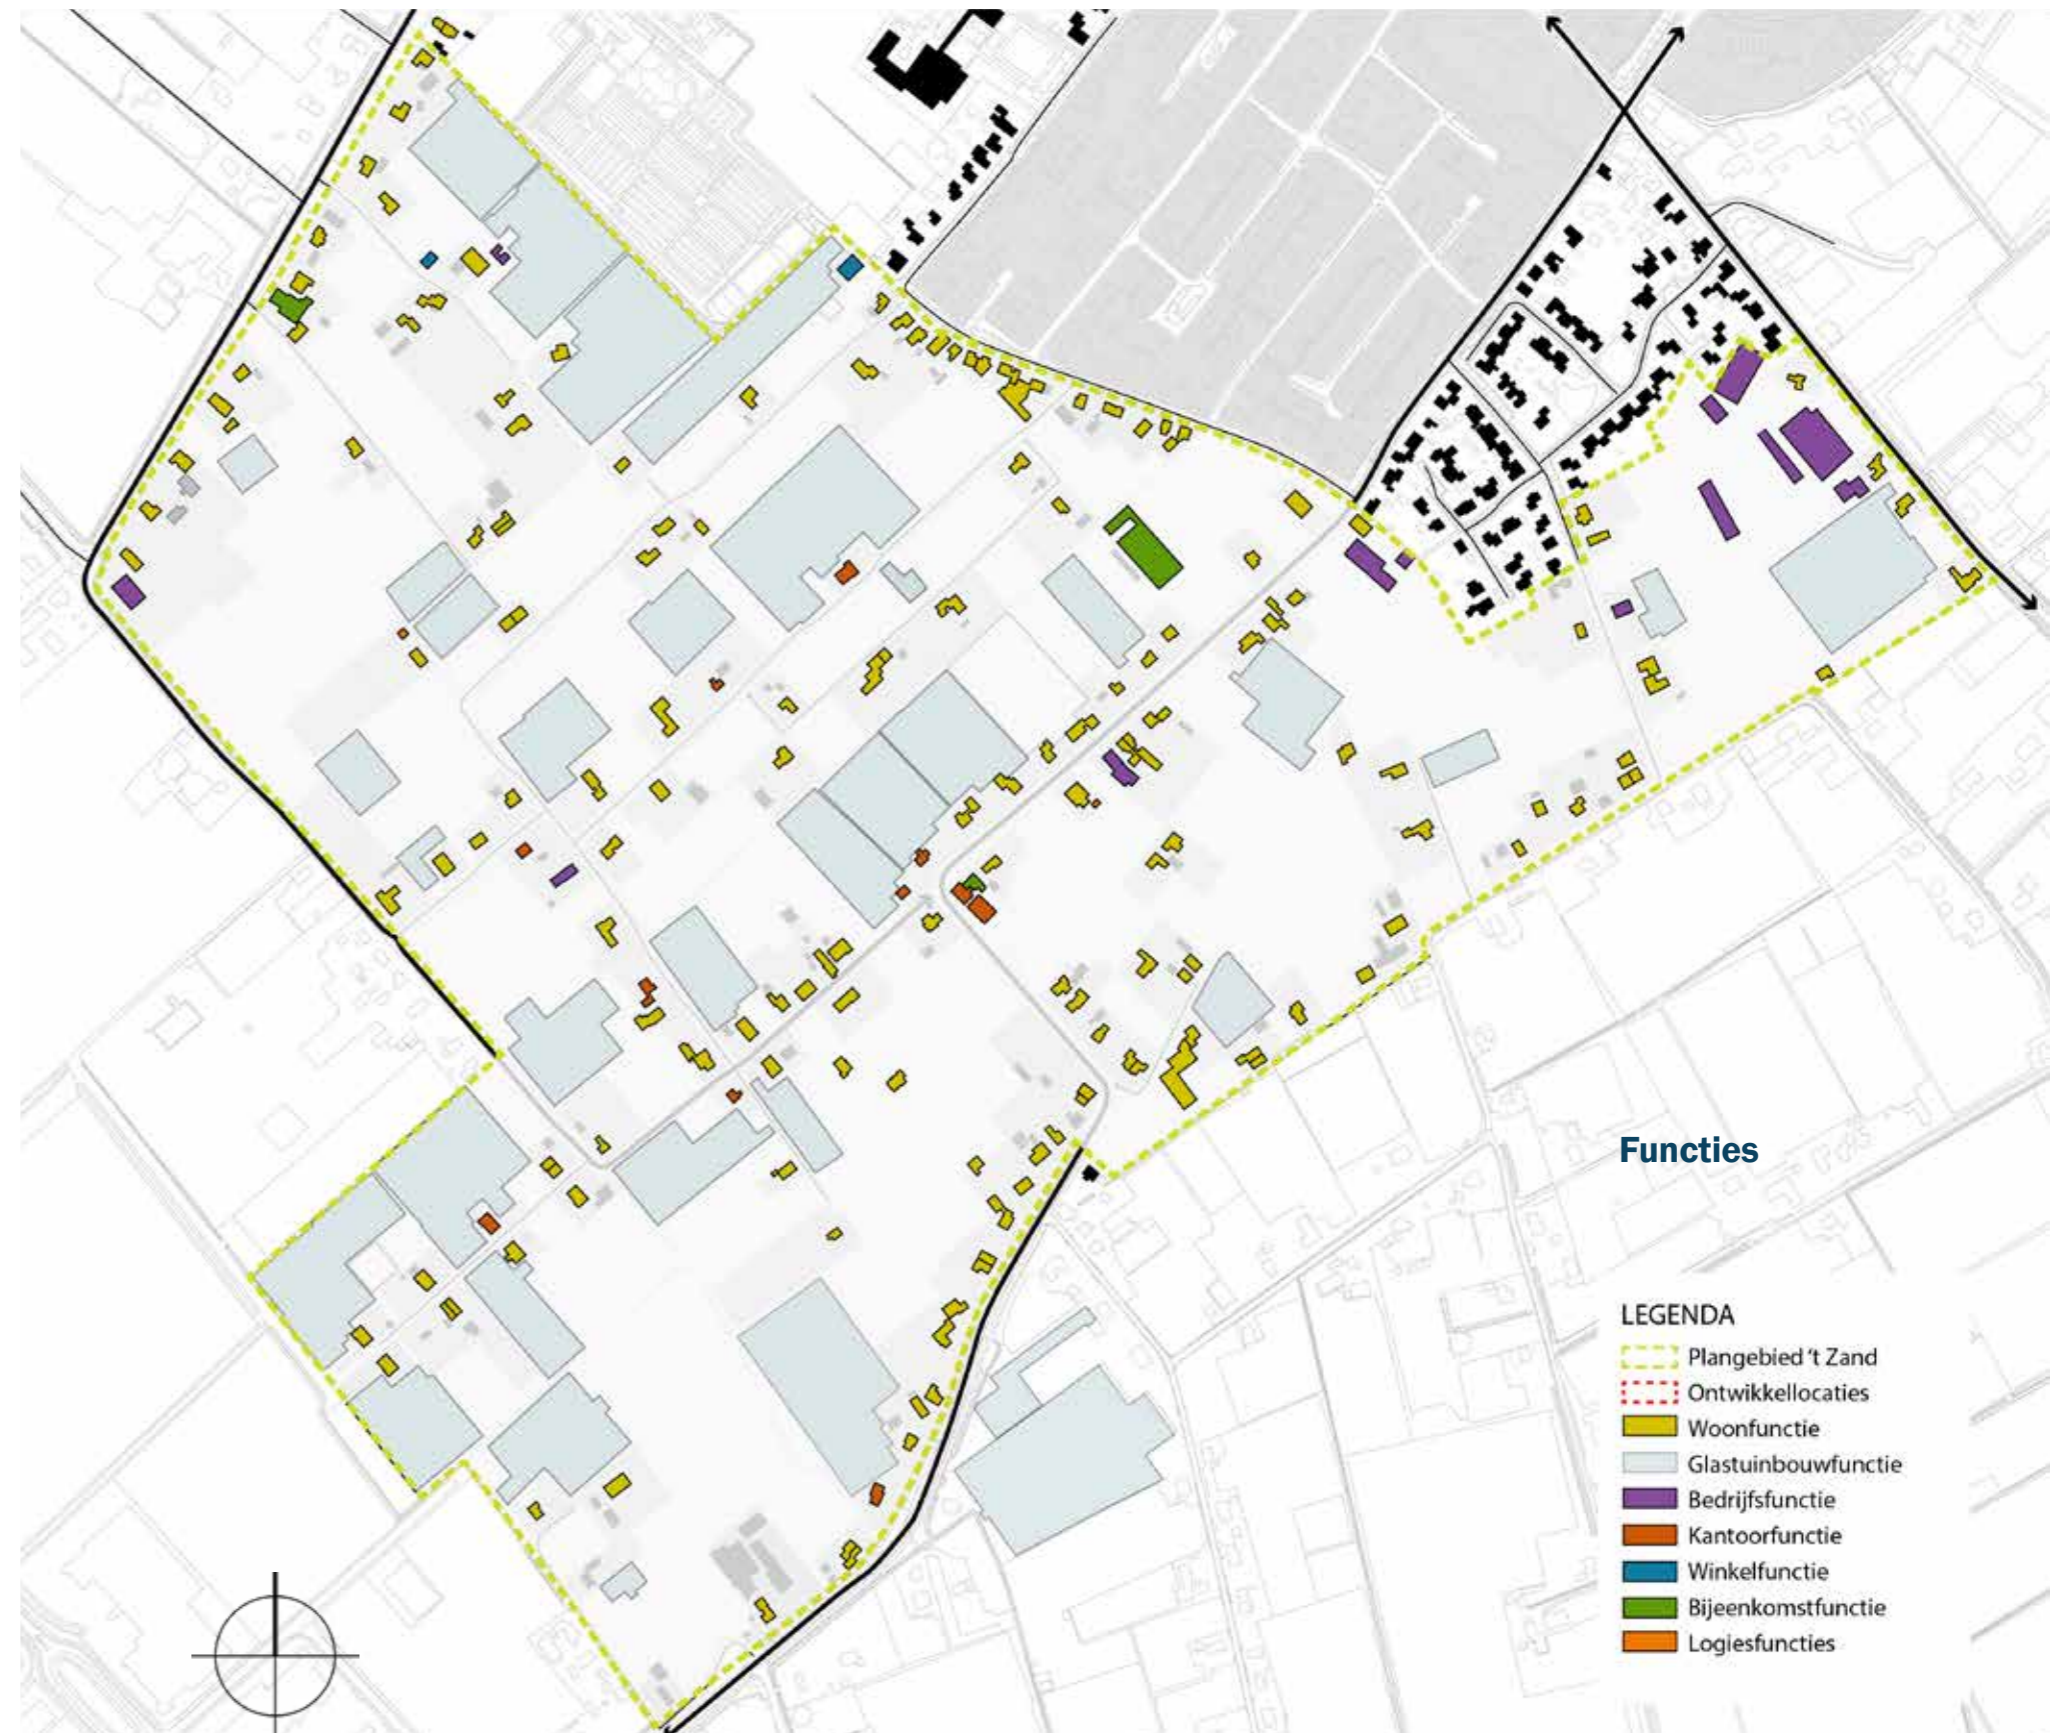 Functies
LEGENDA
Plangebied ‘t Zand
Ontwikkellocaties
Woonfunctie
Glastuinbouwfunctie
Bedrijfsfunctie
Kantoorfunctie
Winkelfunctie
Bijeenkomstfunctie
Logiesfuncties